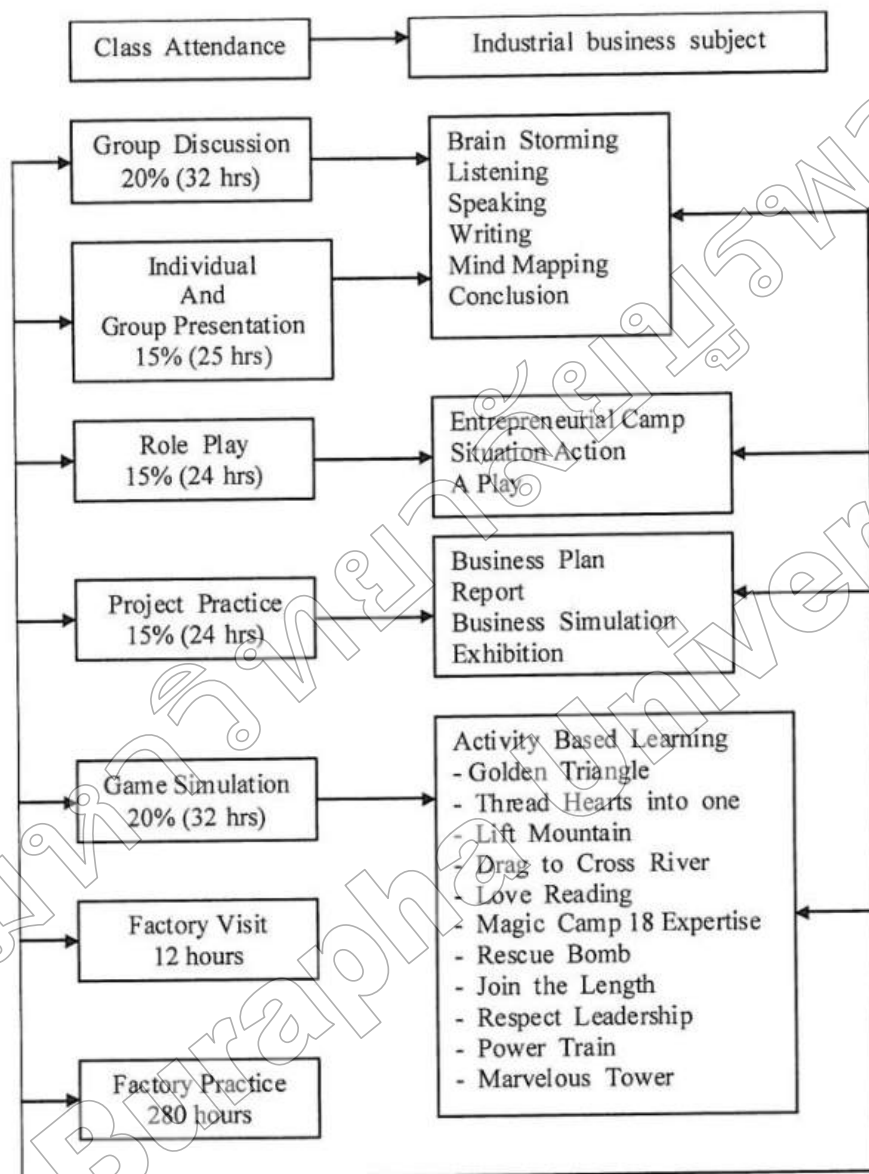 Class Attendance
Industrial business subject
Group Discussion
20% (32 hrs)
Brain Storming
Listening
Speaking
Writing
Mind Mapping
Conclusion
Individual
And
Group Presentation
15% (25 hrs)
Role Play
15% (24 hrs)
Entrepreneurial Camp
Situation Action
A Play
Project Practice
15% (24 hrs)
Business Plan
Report
Business Simulation
Exhibition
Game Simulation
20% (32 hrs)
Activity Based Learning
- Golden Triangle
- Thread Hearts into one
- Lift Mountain
- Drag to Cross River
- Love Reading
- Magic Camp 18 Expertise
- Rescue Bomb
- Join the Length
- Respect Leadership
- Power Train
- Marvelous Tower
Factory Visit
12 hours
Factory Practice
280 hours
Burapha Univer